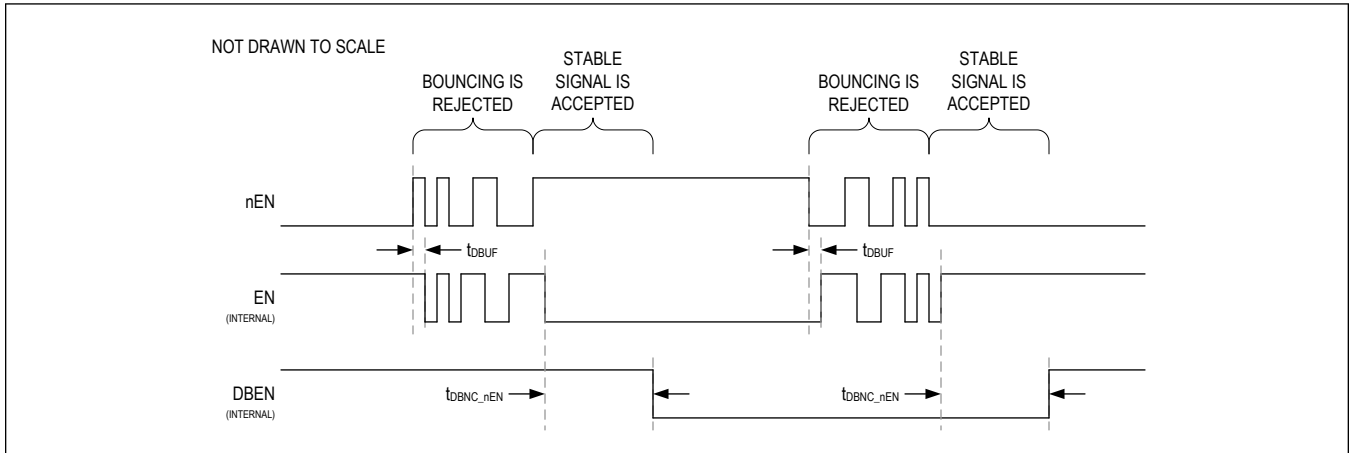 NOT DRAWN TO SCALE
BOUNCING IS
REJECTED
STABLE
SIGNAL IS
ACCEPTED
BOUNCING IS
REJECTED
STABLE
SIGNAL IS
ACCEPTED
nEN
tDBUF
tDBUF
EN
(INTERNAL)
DBEN
(INTERNAL)
tDBNC_nEN
tDBNC_nEN